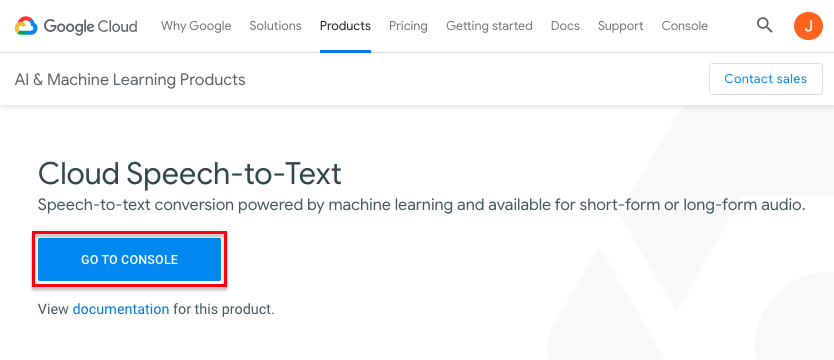 Google Cloud Why Google Solutions Products Pricing Getting started Docs Support Console J
AI & Machine Learning Products Contact sales
Cloud Speech-to-Text
Speech-to-text conversion powered by machine learning and available for short-form or long-form audio.
GO TO CONSOLE
View documentation for this product.